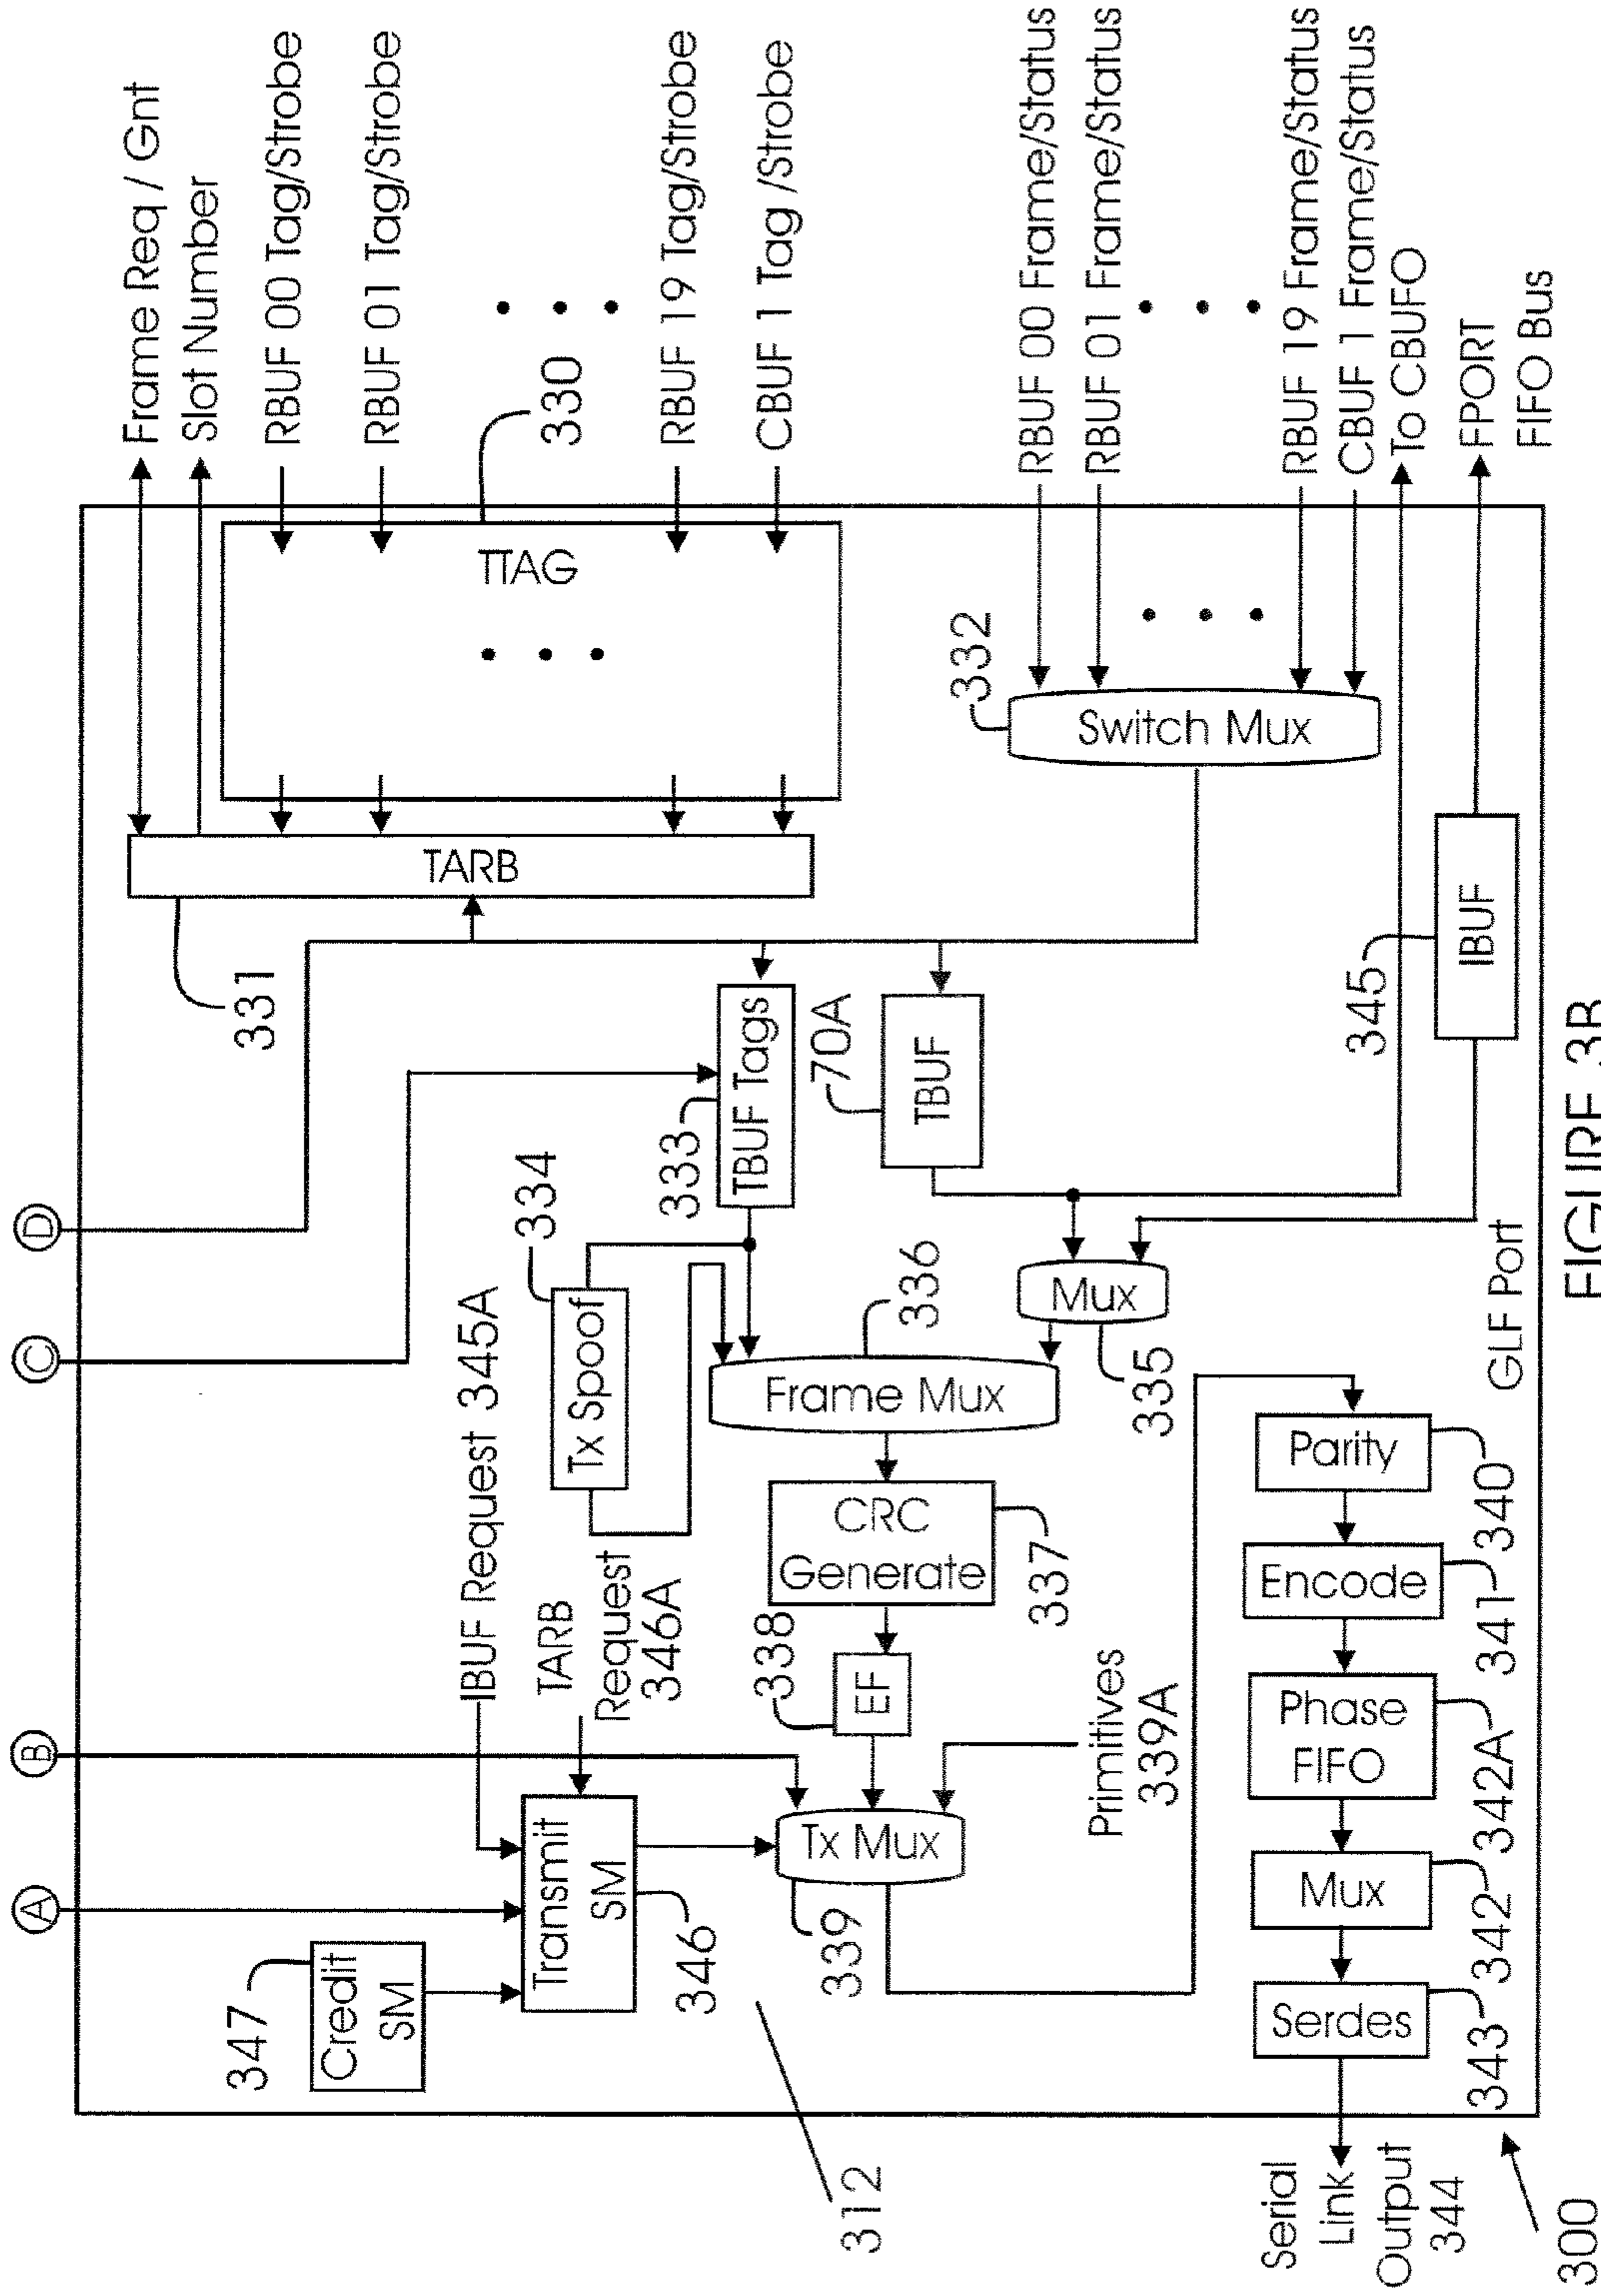 D
C
B
A
Frame Req / Gnt
Slot Number
RBUF 00 Tag/Strobe
RBUF 01 Tag/Strobe
RBUF 19 Tag/Strobe
CBUF 1 Tag /Strobe
330
TTAG
TARB
331
RBUF 00 Frame/Status
RBUF 01 Frame/Status
RBUF 19 Frame/Status
CBUF 1 Frame/Status
To CBUFO
FPORT
FIFO Bus
332
Switch Mux
345
IBUF
333
TBUF Tags
70A
TBUF
334
Tx Spoof
336
Frame Mux
Mux
335
IBUF Request 345A
TARB
Request
346A
CRC
Generate
337
338
EF
Primitives
339A
347
Credit
SM
Transmit
SM
346
Tx Mux
339
312
GLF Port
Parity
340
Encode
341
Phase
FIFO
342A
Mux
342
Serdes
343
Serial
Link
Output
344
300
FIGURE 3B